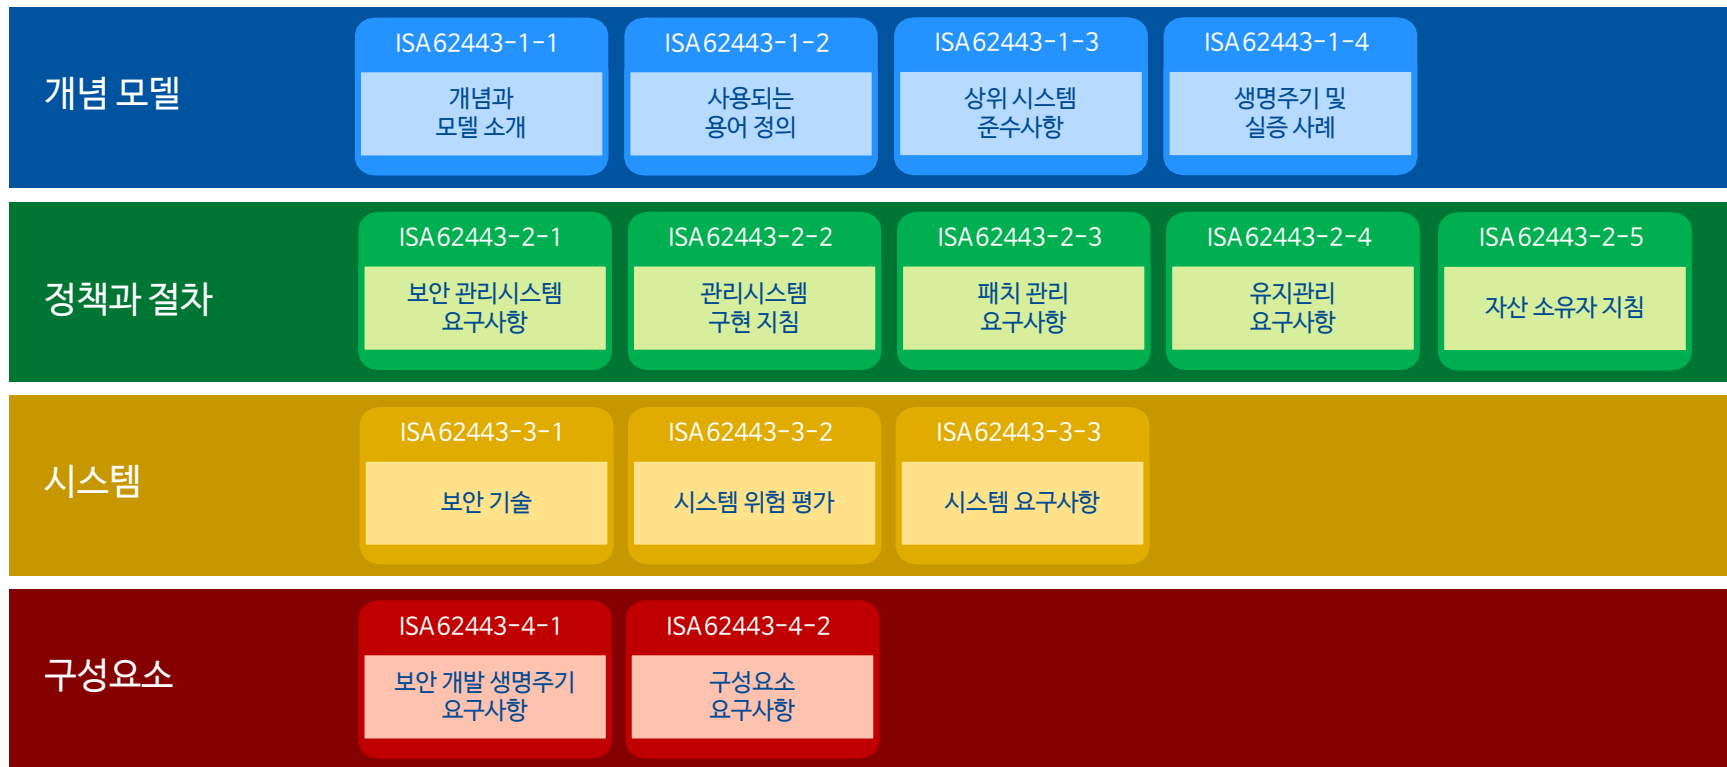 개념 모델
ISA62443-1-1
개념과
모델 소개
ISA62443-1-2
사용되는
용어 정의
ISA62443-1-3
상위 시스템
준수사항
ISA62443-1-4
생명주기 및
실증 사례
정책과 절차
ISA62443-2-1
보안 관리시스템
요구사항
ISA62443-2-2
관리시스템
구현 지침
ISA62443-2-3
패치 관리
요구사항
ISA62443-2-4
유지관리
요구사항
ISA62443-2-5
자산 소유자 지침
시스템
ISA62443-3-1
보안 기술
ISA62443-3-2
시스템 위험 평가
ISA62443-3-3
시스템 요구사항
구성요소
ISA62443-4-1
보안 개발 생명주기
요구사항
ISA62443-4-2
구성요소
요구사항